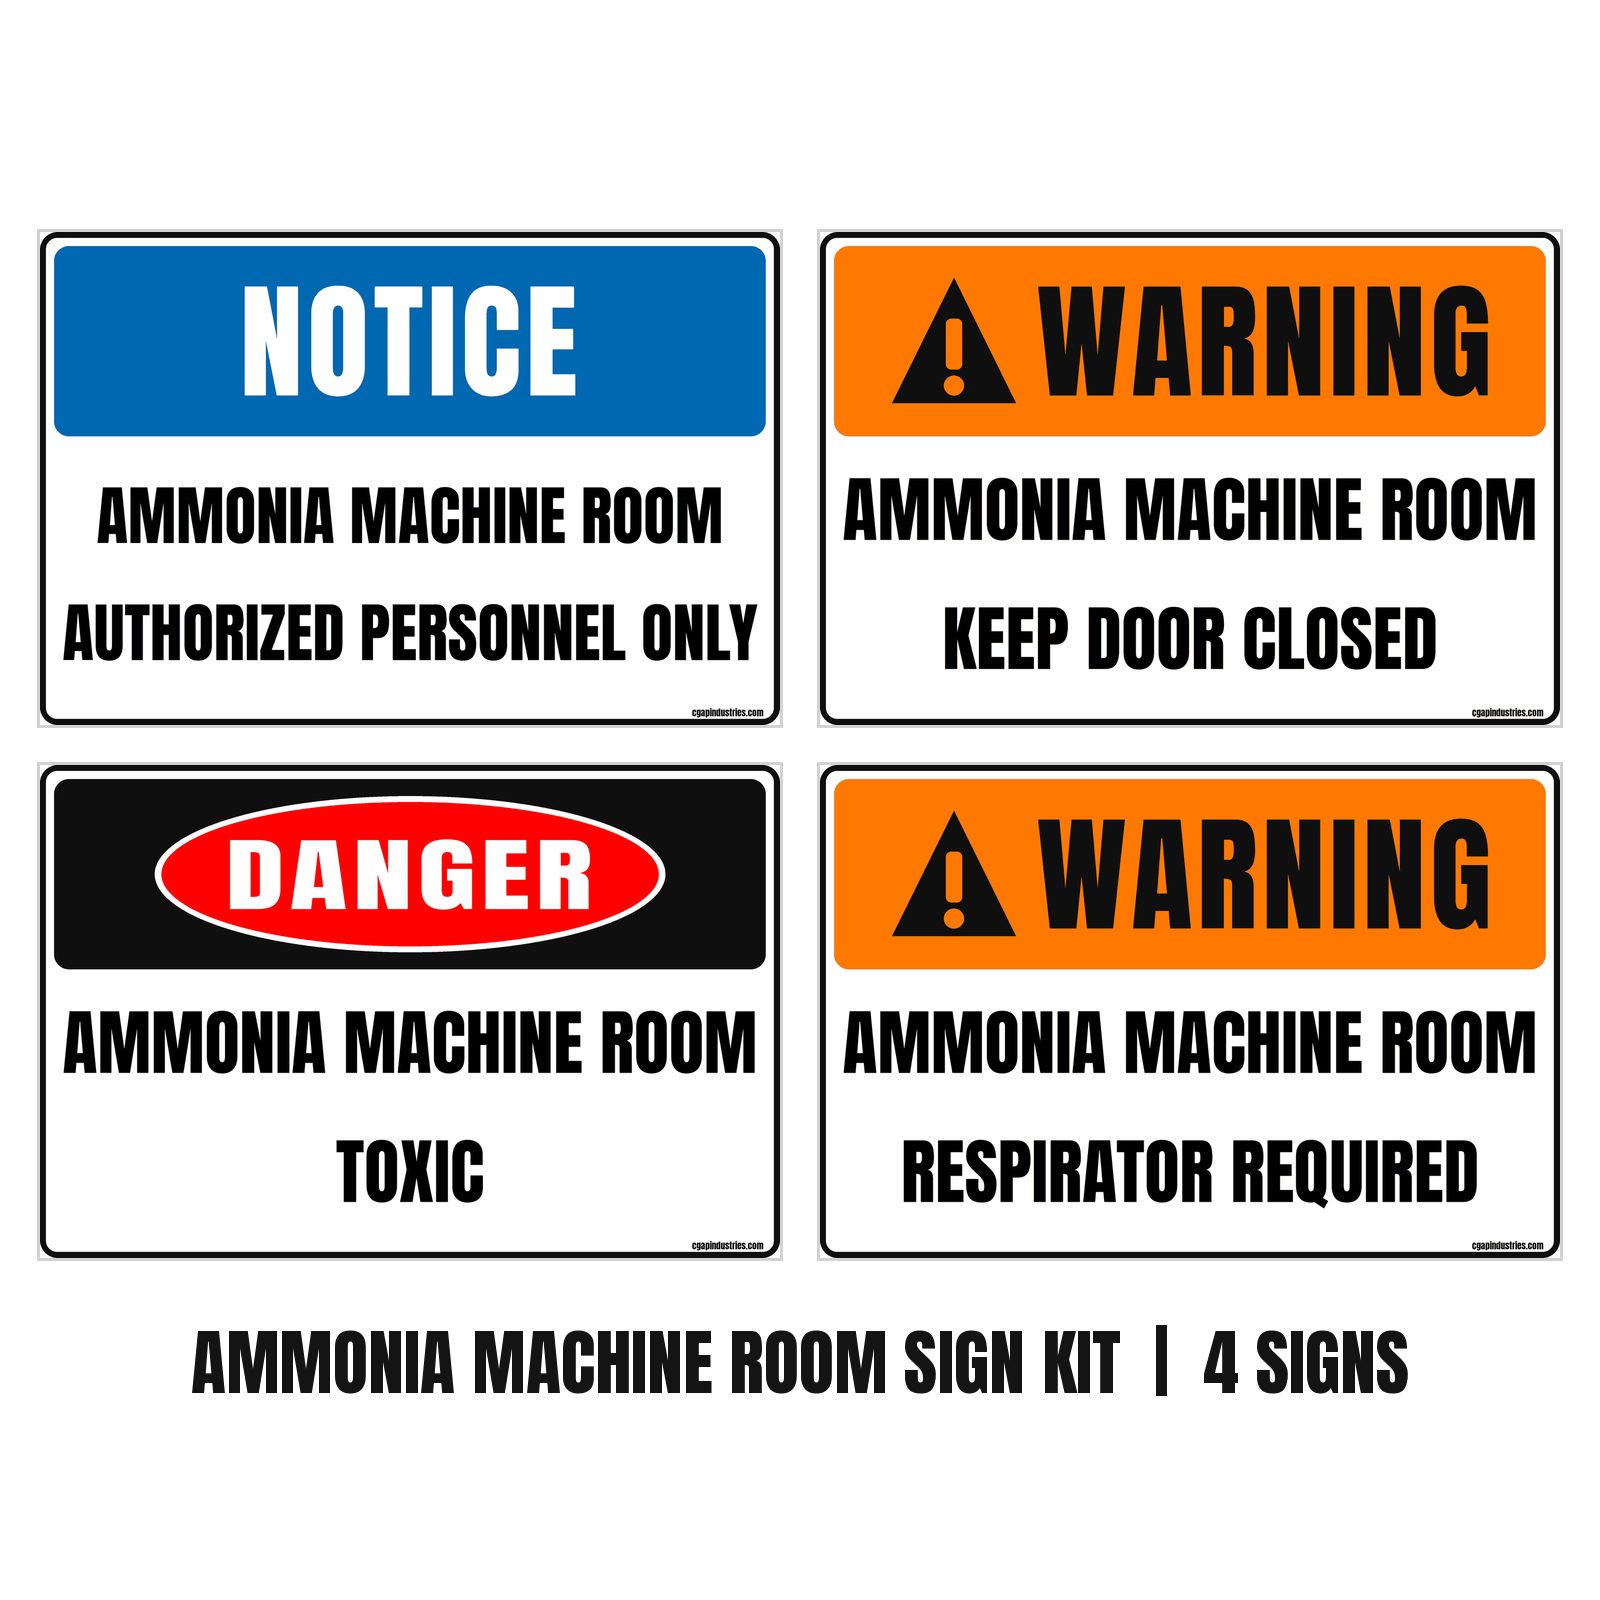 NOTICE
AMMONIA MACHINE ROOM
AUTHORIZED PERSONNEL ONLY
cgapindustries.com
WARNING
AMMONIA MACHINE ROOM
KEEP DOOR CLOSED
cgapindustries.com
DANGER
AMMONIA MACHINE ROOM
TOXIC
cgapindustries.com
WARNING
AMMONIA MACHINE ROOM
RESPIRATOR REQUIRED
cgapindustries.com
AMMONIA MACHINE ROOM SIGN KIT | 4 SIGNS